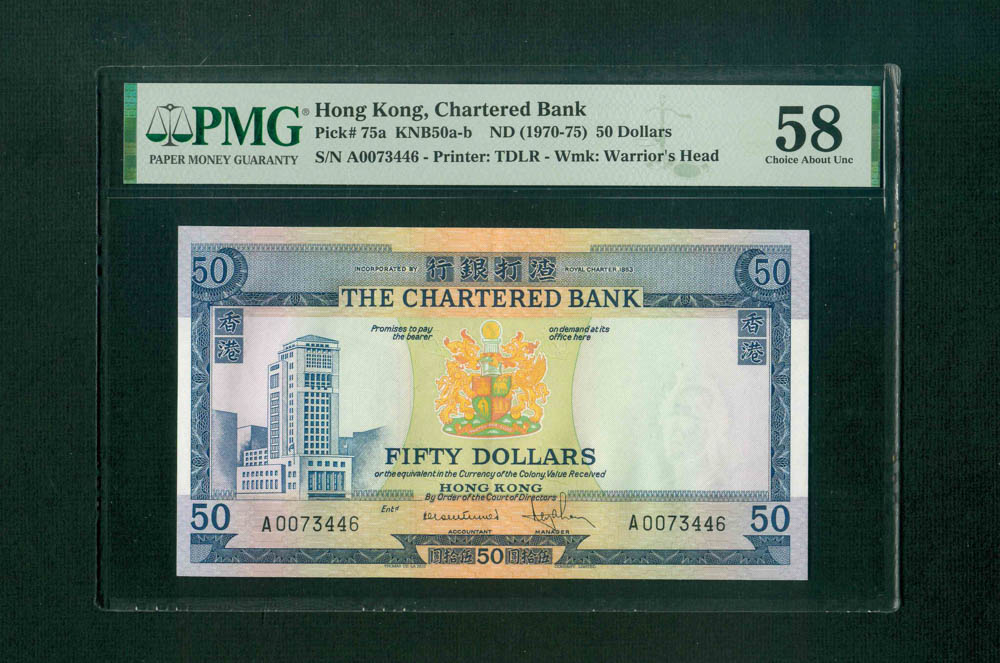 PMG®
PAPER MONEY GUARANTY
Hong Kong, Chartered Bank
Pick# 75a KNB50a-b ND (1970-75) 50 Dollars
S/N A0073446 - Printer: TDLR - Wmk: Warrior's Head
58
Choice About Unc
50 INCORPORATED BY 行銀打渣 ROYAL CHARTER 1853 50
THE CHARTERED BANK
香港
香港
Promises to pay the bearer
on demand at its office here
FIFTY DOLLARS
or the equivalent in the Currency of the Colony, Value Received
HONG KONG
By Order of the Court of Directors
50 A0073446 Entd A0073446 50
ACCOUNTANT MANAGER
圓拾伍 50 圓拾伍